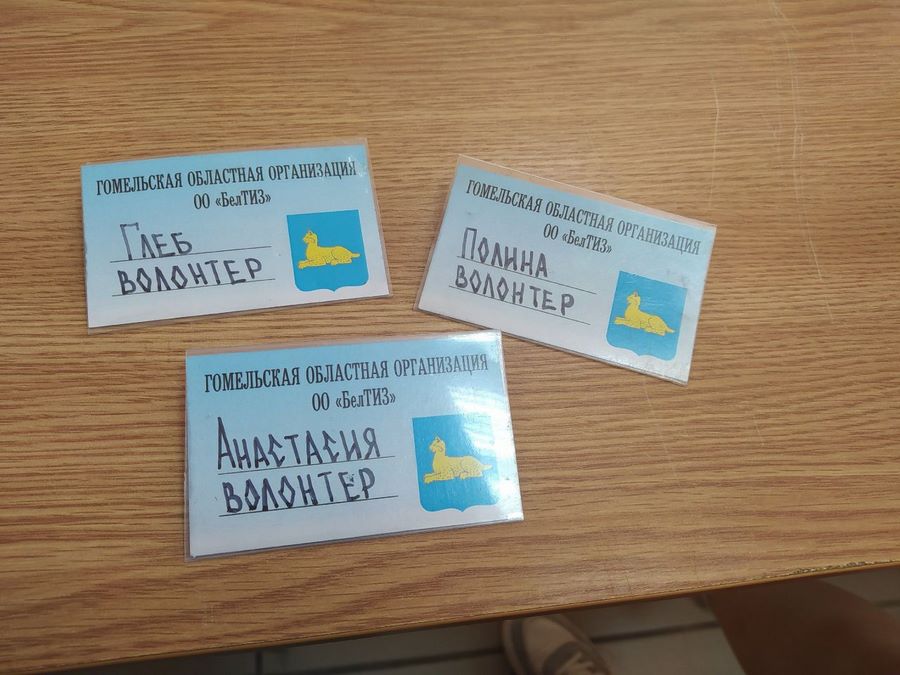 ГОМЕЛЬСКАЯ ОБЛАСТНАЯ ОРГАНИЗАЦИЯ
ОО «БелТИЗ»
ГЛЕБ
ВОЛОНТЕР
ГОМЕЛЬСКАЯ ОБЛАСТНАЯ ОРГАНИЗАЦИЯ
ОО «БелТИЗ»
ПОЛИНА
ВОЛОНТЕР
ГОМЕЛЬСКАЯ ОБЛАСТНАЯ ОРГАНИЗАЦИЯ
ОО «БелТИЗ»
АНАСТАСИЯ
ВОЛОНТЕР